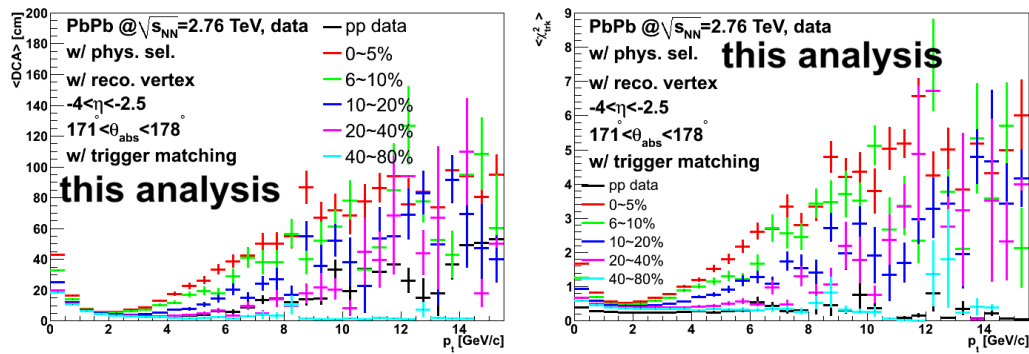 <DCA> [cm]
200
180
160
140
120
100
80
60
40
20
0
PbPb @√sNN=2.76 TeV, data
w/ phys. sel.
w/ reco. vertex
-4<η<-2.5
171°<θabs<178°
w/ trigger matching
this analysis
pp data
0~5%
6~10%
10~20%
20~40%
40~80%
0 2 4 6 8 10 12 14
pt [GeV/c]
<χ²trk>
9
8
7
6
5
4
3
2
1
0
PbPb @√sNN=2.76 TeV, data
w/ phys. sel.
this analysis
w/ reco. vertex
-4<η<-2.5
171°<θabs<178°
w/ trigger matching
pp data
0~5%
6~10%
10~20%
20~40%
40~80%
0 2 4 6 8 10 12 14
pt [GeV/c]